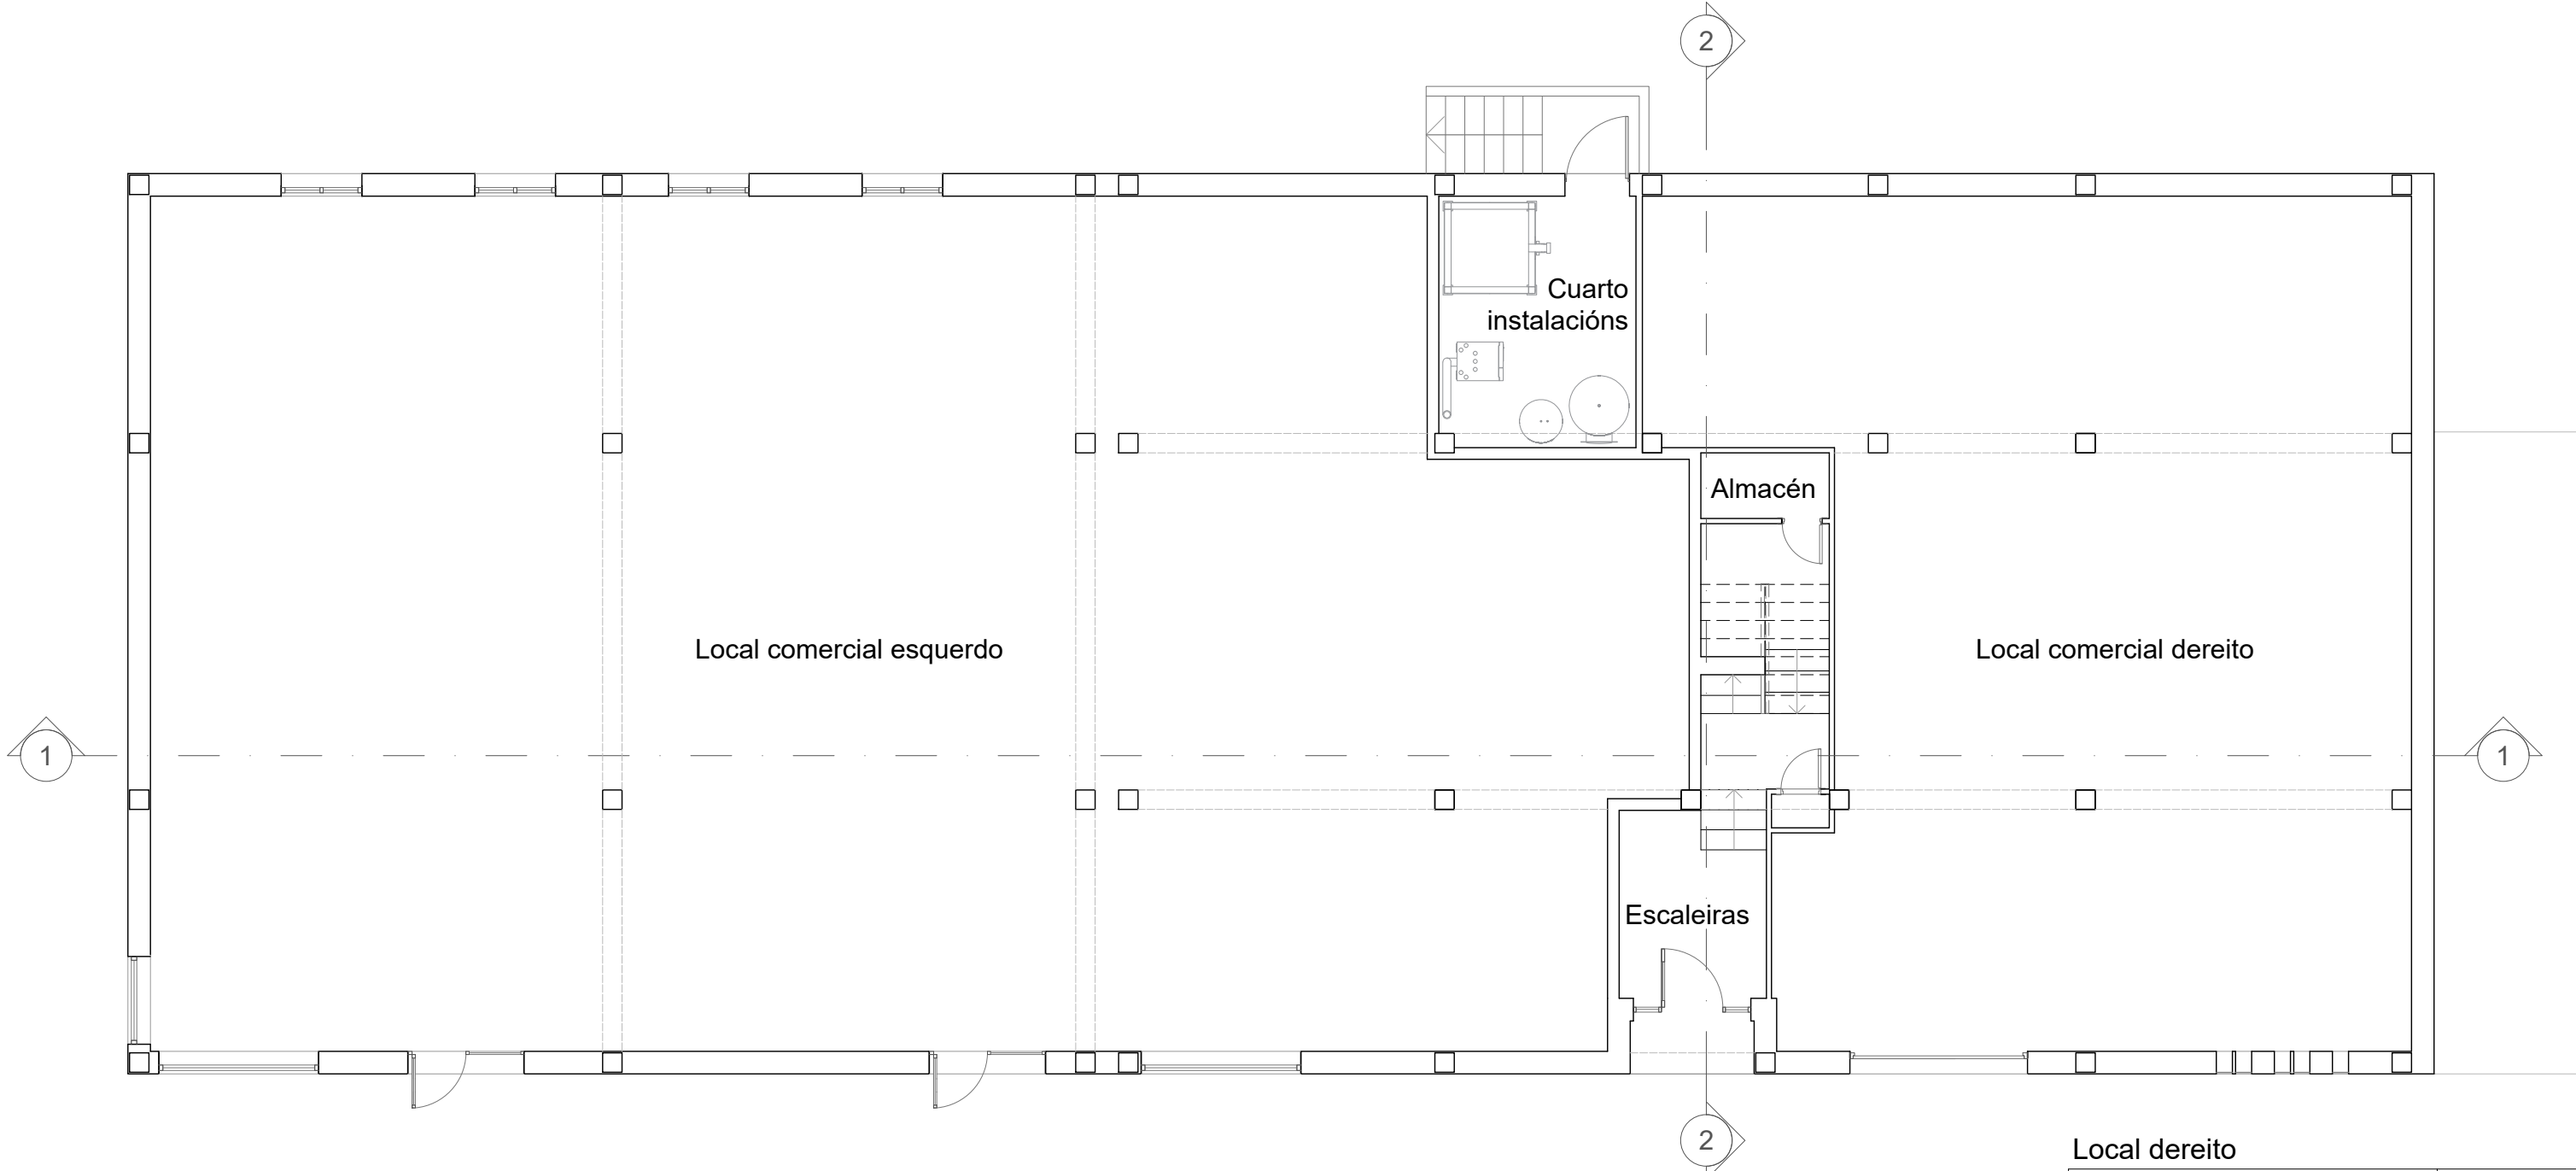 2
Cuarto
instalacións
Almacén
Local comercial esquerdo
Local comercial dereito
1
1
Escaleiras
2
Local dereito